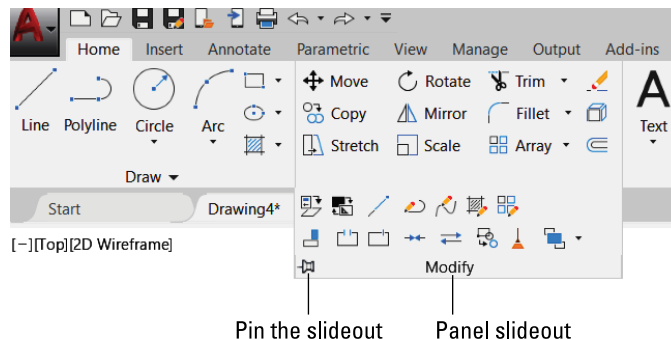 A
Home Insert Annotate Parametric View Manage Output Add-ins
Move Rotate Trim
Copy Mirror Fillet
Line Polyline Circle Arc Text
Stretch Scale Array
Draw
Start Drawing4*
[-][Top][2D Wireframe]
Modify
Pin the slideout Panel slideout